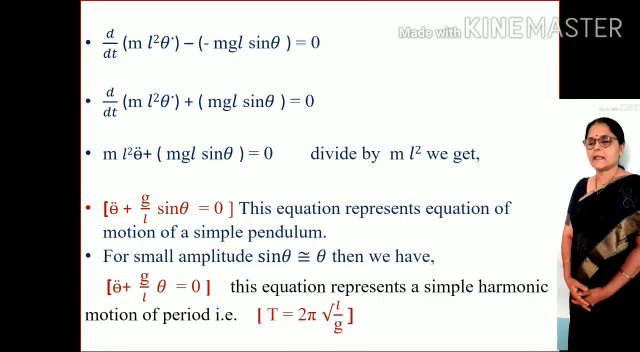 Made with KINEMASTER
• d/dt (m l²θ˙) – (- mgl sinθ ) = 0
• d/dt (m l²θ˙) + ( mgl sinθ ) = 0
• m l²ӫ+ ( mgl sinθ ) = 0 divide by m l² we get,
• [ӫ + g/l sinθ = 0 ] This equation represents equation of
motion of a simple pendulum.
• For small amplitude sinθ ≅ θ then we have,
[ӫ+ g/l θ = 0 ] this equation represents a simple harmonic
motion of period i.e [ T = 2π √l/g ]